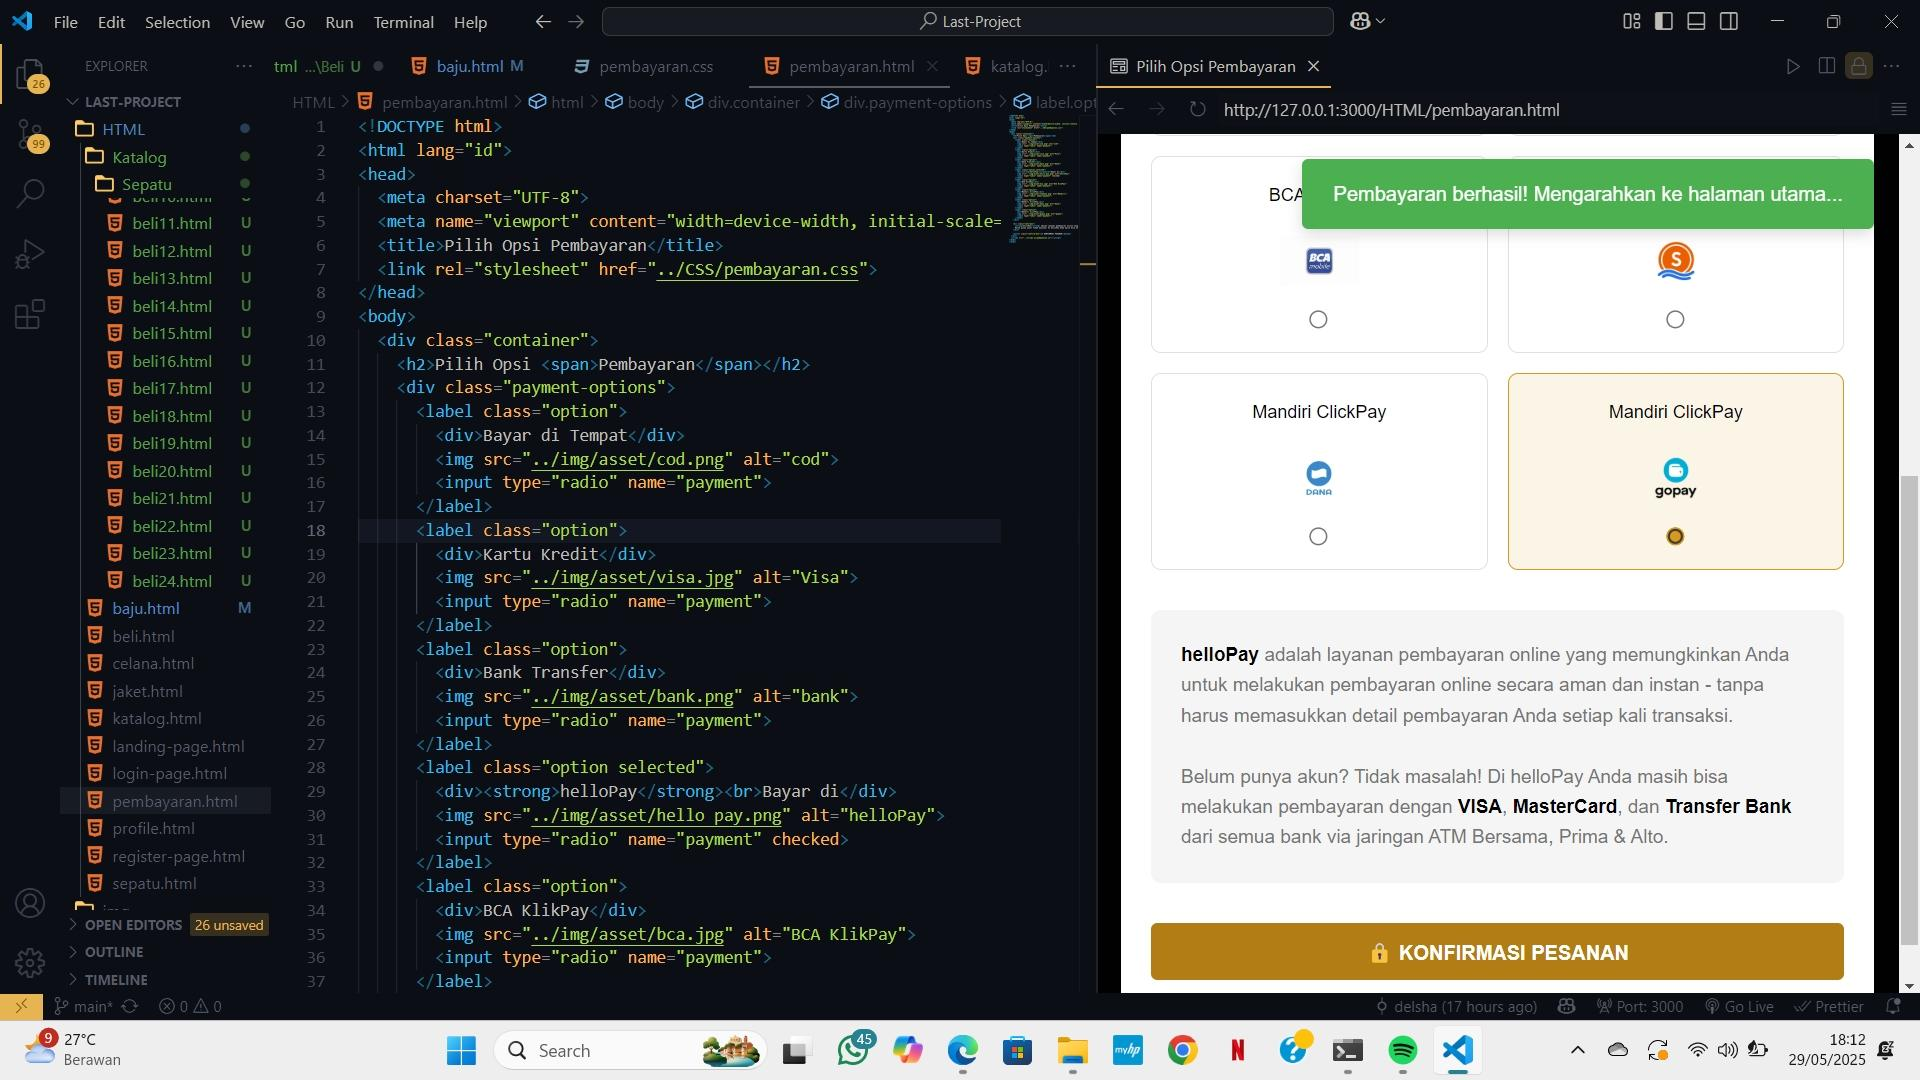 File Edit Selection View Go Run Terminal Help
Last-Project
EXPLORER
LAST-PROJECT
HTML
Katalog
Sepatu
beli10.html
beli11.html U
beli12.html U
beli13.html U
beli14.html U
beli15.html U
beli16.html U
beli17.html U
beli18.html U
beli19.html U
beli20.html U
beli21.html U
beli22.html U
beli23.html U
beli24.html U
baju.html M
beli.html
celana.html
jaket.html
katalog.html
landing-page.html
login-page.html
pembayaran.html
profile.html
register-page.html
sepatu.html
OPEN EDITORS 26 unsaved
OUTLINE
TIMELINE
26
99
tml ...\Beli U baju.html M pembayaran.css pembayaran.html katalog.
HTML > pembayaran.html > html > body > div.container > div.payment-options > label.opt
1 <!DOCTYPE html>
2 <html lang="id">
3 <head>
4 <meta charset="UTF-8">
5 <meta name="viewport" content="width=device-width, initial-scale=
6 <title>Pilih Opsi Pembayaran</title>
7 <link rel="stylesheet" href="../CSS/pembayaran.css">
8 </head>
9 <body>
10 <div class="container">
11 <h2>Pilih Opsi <span>Pembayaran</span></h2>
12 <div class="payment-options">
13 <label class="option">
14 <div>Bayar di Tempat</div>
15 <img src="../img/asset/cod.png" alt="cod">
16 <input type="radio" name="payment">
17 </label>
18 <label class="option">
19 <div>Kartu Kredit</div>
20 <img src="../img/asset/visa.jpg" alt="Visa">
21 <input type="radio" name="payment">
22 </label>
23 <label class="option">
24 <div>Bank Transfer</div>
25 <img src="../img/asset/bank.png" alt="bank">
26 <input type="radio" name="payment">
27 </label>
28 <label class="option selected">
29 <div><strong>helloPay</strong><br>Bayar di</div>
30 <img src="../img/asset/hello pay.png" alt="helloPay">
31 <input type="radio" name="payment" checked>
32 </label>
33 <label class="option">
34 <div>BCA KlikPay</div>
35 <img src="../img/asset/bca.jpg" alt="BCA KlikPay">
36 <input type="radio" name="payment">
37 </label>
Pilih Opsi Pembayaran
http://127.0.0.1:3000/HTML/pembayaran.html
BCA
Pembayaran berhasil! Mengarahkan ke halaman utama...
BCA mobile
S
Mandiri ClickPay
Mandiri ClickPay
DANA
gopay
helloPay adalah layanan pembayaran online yang memungkinkan Anda
untuk melakukan pembayaran online secara aman dan instan - tanpa
harus memasukkan detail pembayaran Anda setiap kali transaksi.
Belum punya akun? Tidak masalah! Di helloPay Anda masih bisa
melakukan pembayaran dengan VISA, MasterCard, dan Transfer Bank
dari semua bank via jaringan ATM Bersama, Prima & Alto.
KONFIRMASI PESANAN
main* 0 0
delsha (17 hours ago) Port: 3000 Go Live Prettier
9
27°C
Berawan
Search
45
myhp
N
18:12
29/05/2025